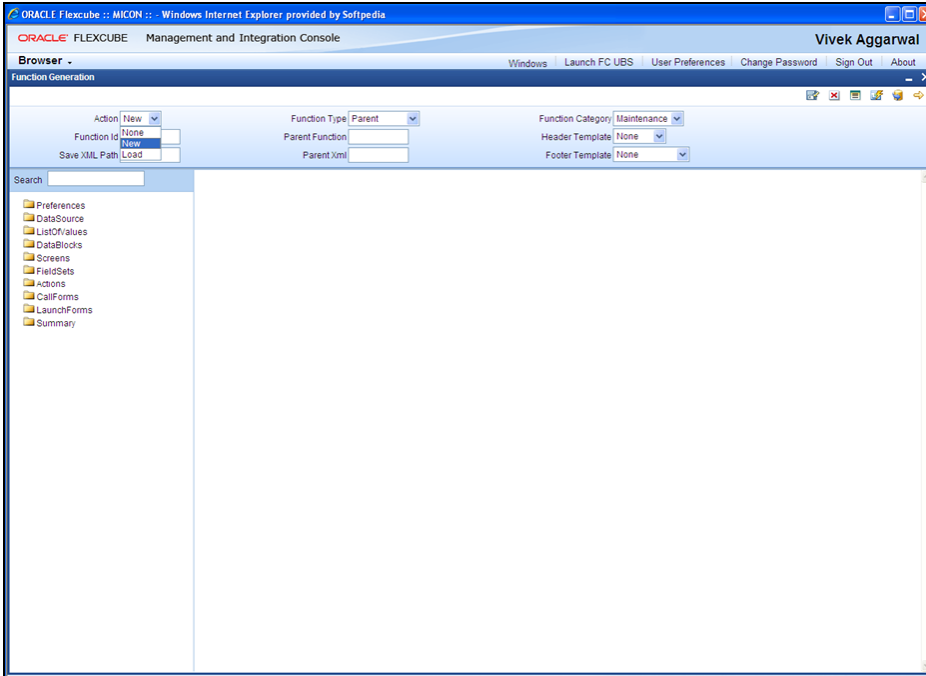 ORACLE Flexcube :: MICON :: - Windows Internet Explorer provided by Softpedia
ORACLE FLEXCUBE Management and Integration Console
Vivek Aggarwal
Browser
Windows Launch FC UBS User Preferences Change Password Sign Out About
Function Generation
Action New Function Type Parent Function Category Maintenance
None
Function Id Parent Function Header Template None
New
Save XML Path Load Parent Xml Footer Template None
Search
Preferences
DataSource
ListOfValues
DataBlocks
Screens
FieldSets
Actions
CallForms
LaunchForms
Summary